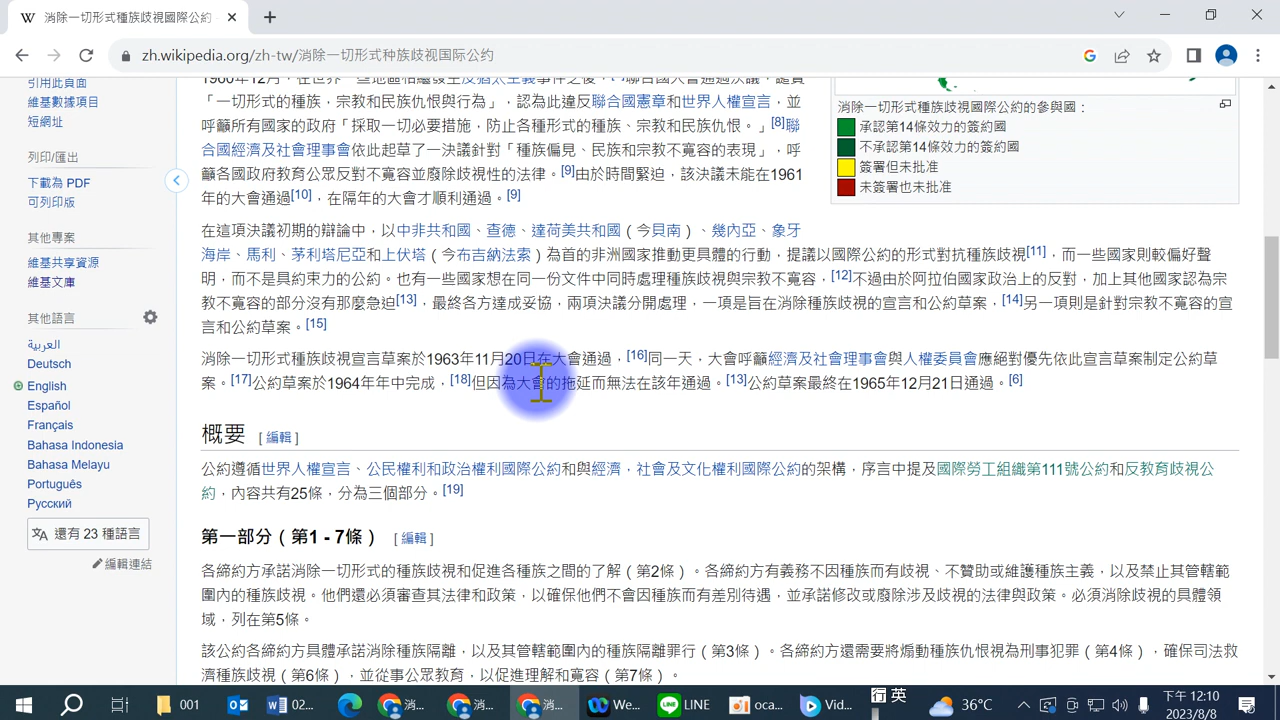 消除一切形式種族歧視國際公約
zh.wikipedia.org/zh-tw/消除一切形式种族歧视国际公约
引用此頁面
維基數據項目
短網址
列印/匯出
下載為 PDF
可列印版
其他專案
維基共享資源
維基文庫
其他語言
العربية
Deutsch
English
Español
Français
Bahasa Indonesia
Bahasa Melayu
Português
Русский
還有 23 種語言
編輯連結
「一切形式的種族，宗教和民族仇恨與行為」，認為此違反聯合國憲章和世界人權宣言，並
呼籲所有國家的政府「採取一切必要措施，防止各種形式的種族、宗教和民族仇恨。」[8]聯
合國經濟及社會理事會依此起草了一決議針對「種族偏見、民族和宗教不寬容的表現」，呼
籲各國政府教育公眾反對不寬容並廢除歧視性的法律。[9]由於時間緊迫，該決議未能在1961
年的大會通過[10]，在隔年的大會才順利通過。[9]
消除一切形式種族歧視國際公約的參與國：
承認第14條效力的簽約國
不承認第14條效力的簽約國
簽署但未批准
未簽署也未批准
在這項決議初期的辯論中，以中非共和國、查德、達荷美共和國（今貝南）、幾內亞、象牙
海岸、馬利、茅利塔尼亞和上伏塔（今布吉納法索）為首的非洲國家推動更具體的行動，提議以國際公約的形式對抗種族歧視[11]，而一些國家則較偏好聲
明，而不是具約束力的公約。也有一些國家想在同一份文件中同時處理種族歧視與宗教不寬容，[12]不過由於阿拉伯國家政治上的反對，加上其他國家認為宗
教不寬容的部分沒有那麼急迫[13]，最終各方達成妥協，兩項決議分開處理，一項是旨在消除種族歧視的宣言和公約草案，[14]另一項則是針對宗教不寬容的宣
言和公約草案。[15]
消除一切形式種族歧視宣言草案於1963年11月20日在大會通過，[16]同一天，大會呼籲經濟及社會理事會與人權委員會應絕對優先依此宣言草案制定公約草
案。[17]公約草案於1964年年中完成，[18]但因為大會的拖延而無法在該年通過。[13]公約草案最終在1965年12月21日通過。[6]
概要 [編輯]
公約遵循世界人權宣言、公民權利和政治權利國際公約和與經濟，社會及文化權利國際公約的架構，序言中提及國際勞工組織第111號公約和反教育歧視公
約，內容共有25條，分為三個部分。[19]
第一部分（第1 - 7條） [編輯]
各締約方承諾消除一切形式的種族歧視和促進各種族之間的了解（第2條）。各締約方有義務不因種族而有歧視、不贊助或維護種族主義，以及禁止其管轄範
圍內的種族歧視。他們還必須審查其法律和政策，以確保他們不會因種族而有差別待遇，並承諾修改或廢除涉及歧視的法律與政策。必須消除歧視的具體領
域，列在第5條。
該公約各締約方具體承諾消除種族隔離，以及其管轄範圍內的種族隔離罪行（第3條）。各締約方還需要將煽動種族仇恨視為刑事犯罪（第4條），確保司法救
濟種族歧視（第6條），並從事公眾教育，以促進理解和寬容（第7條）。
001
02...
消...
消...
消...
We...
LINE
oca...
Vid...
行 英
36°C
下午 12:10
2023/8/8